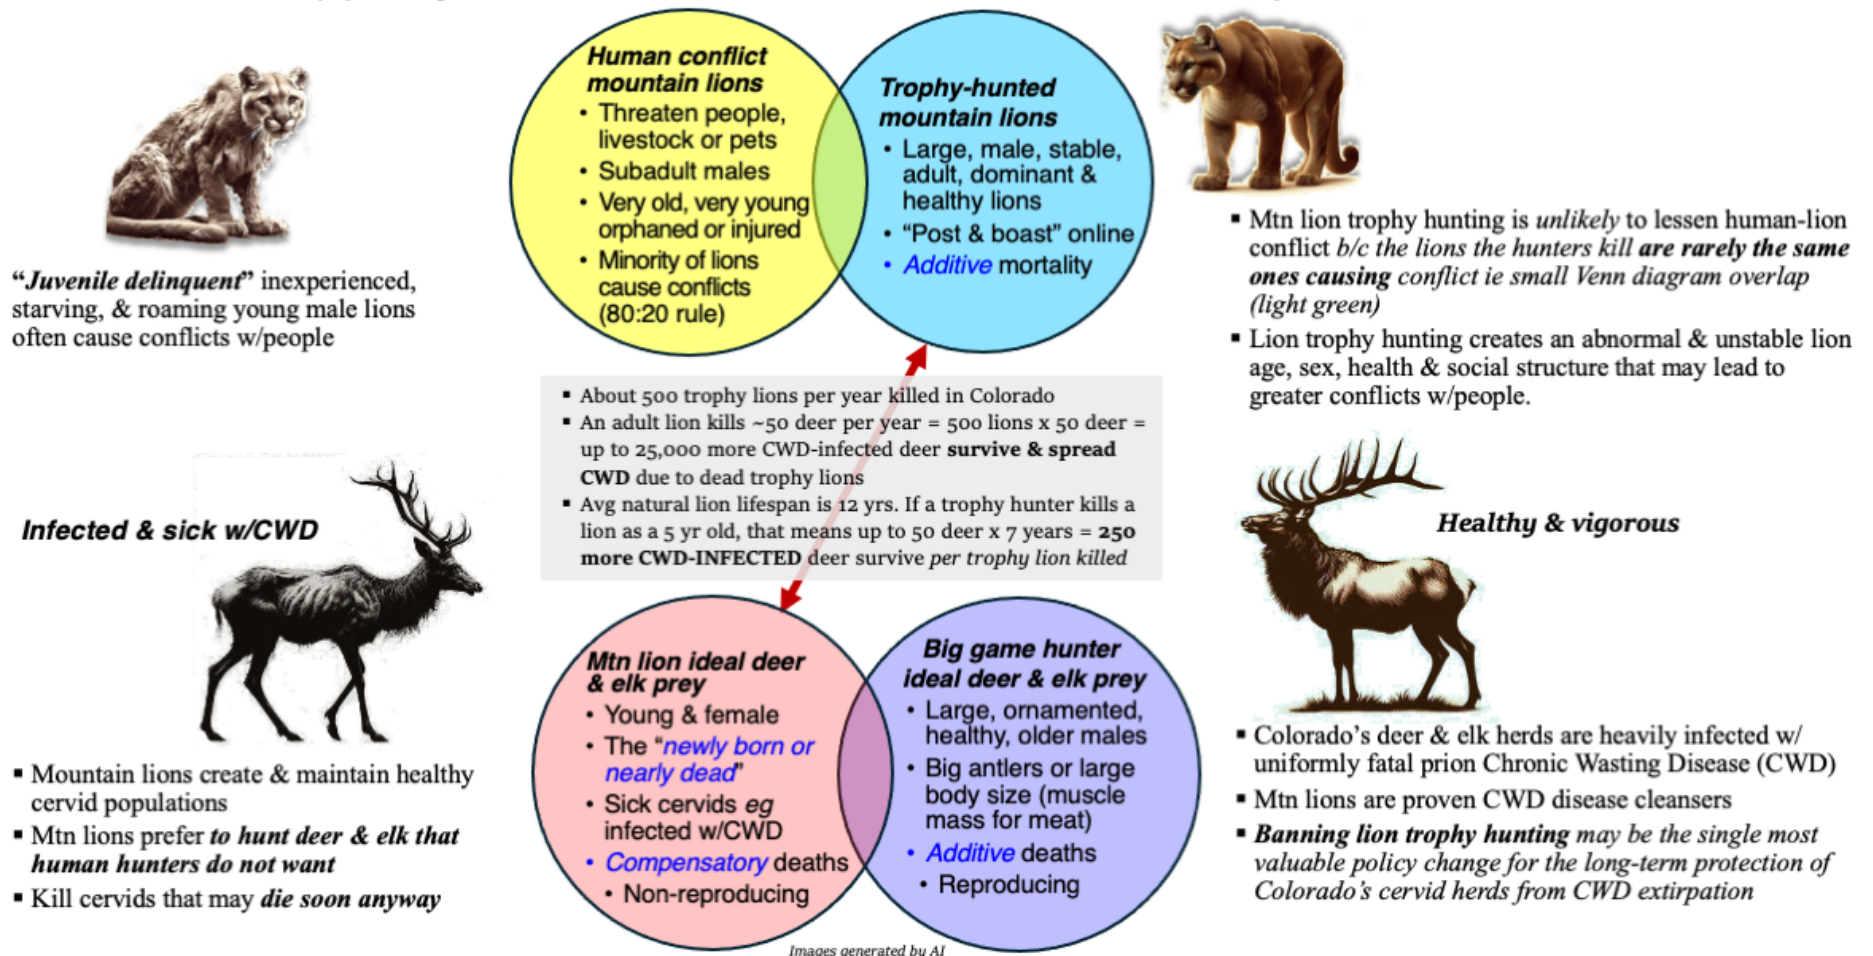 Human conflict
mountain lions
• Threaten people,
livestock or pets
• Subadult males
• Very old, very young
orphaned or injured
• Minority of lions
cause conflicts
(80:20 rule)
Trophy-hunted
mountain lions
• Large, male, stable,
adult, dominant &
healthy lions
• “Post & boast” online
• Additive mortality
“Juvenile delinquent” inexperienced,
starving, & roaming young male lions
often cause conflicts w/people
▪ Mtn lion trophy hunting is unlikely to lessen human-lion
conflict b/c the lions the hunters kill are rarely the same
ones causing conflict ie small Venn diagram overlap
(light green)
▪ Lion trophy hunting creates an abnormal & unstable lion
age, sex, health & social structure that may lead to
greater conflicts w/people.
▪ About 500 trophy lions per year killed in Colorado
▪ An adult lion kills ~50 deer per year = 500 lions x 50 deer =
up to 25,000 more CWD-infected deer survive & spread
CWD due to dead trophy lions
▪ Avg natural lion lifespan is 12 yrs. If a trophy hunter kills a
lion as a 5 yr old, that means up to 50 deer x 7 years = 250
more CWD-INFECTED deer survive per trophy lion killed
Infected & sick w/CWD
Healthy & vigorous
Mtn lion ideal deer
& elk prey
• Young & female
• The “newly born or
nearly dead”
• Sick cervids eg
infected w/CWD
• Compensatory deaths
• Non-reproducing
Big game hunter
ideal deer & elk prey
• Large, ornamented,
healthy, older males
• Big antlers or large
body size (muscle
mass for meat)
• Additive deaths
• Reproducing
▪ Mountain lions create & maintain healthy
cervid populations
▪ Mtn lions prefer to hunt deer & elk that
human hunters do not want
▪ Kill cervids that may die soon anyway
▪ Colorado’s deer & elk herds are heavily infected w/
uniformly fatal prion Chronic Wasting Disease (CWD)
▪ Mtn lions are proven CWD disease cleansers
▪ Banning lion trophy hunting may be the single most
valuable policy change for the long-term protection of
Colorado’s cervid herds from CWD extirpation
Images generated by AI